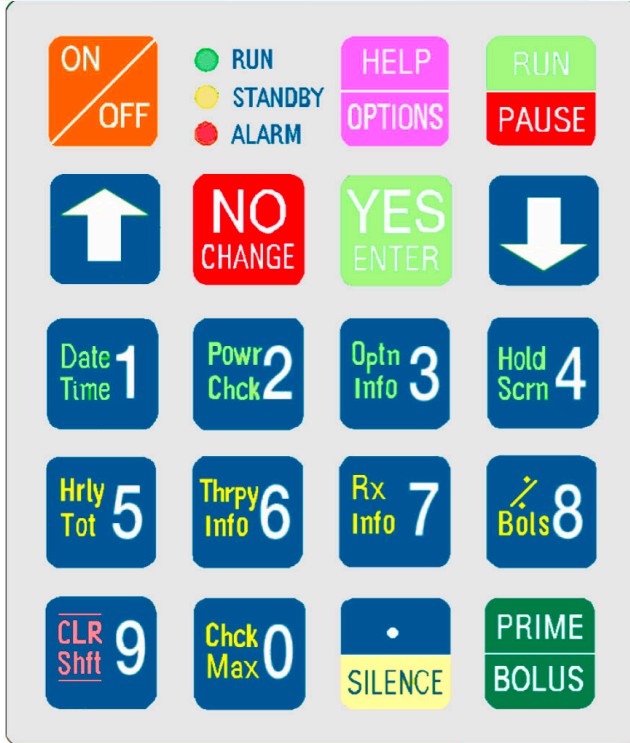 ON
OFF
RUN
STANDBY
ALARM
HELP
OPTIONS
RUN
PAUSE
NO
CHANGE
YES
ENTER
Date
Time
1
Powr
Chck
2
Optn
Info
3
Hold
Scrn
4
Hrly
Tot
5
Thrpy
Info
6
Rx
Info
7
⁒
Bols
8
CLR
Shft
9
Chck
Max
0
.
SILENCE
PRIME
BOLUS